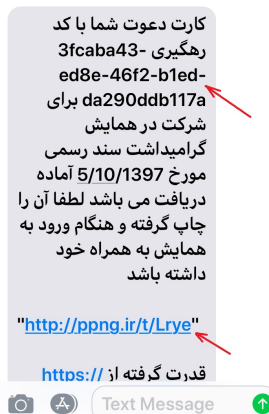 کارت دعوت شما با کد
رهگیری 3fcaba43-
ed8e-46f2-b1ed-
da290ddb117a برای
شرکت در همایش
گرامیداشت سند رسمی
مورخ 5/10/1397 آماده
دریافت می باشد لطفا آن را
چاپ گرفته و هنگام ورود به
همایش به همراه خود
داشته باشد
"http://ppng.ir/t/Lrye"
قدرت گرفته از https://
Text Message